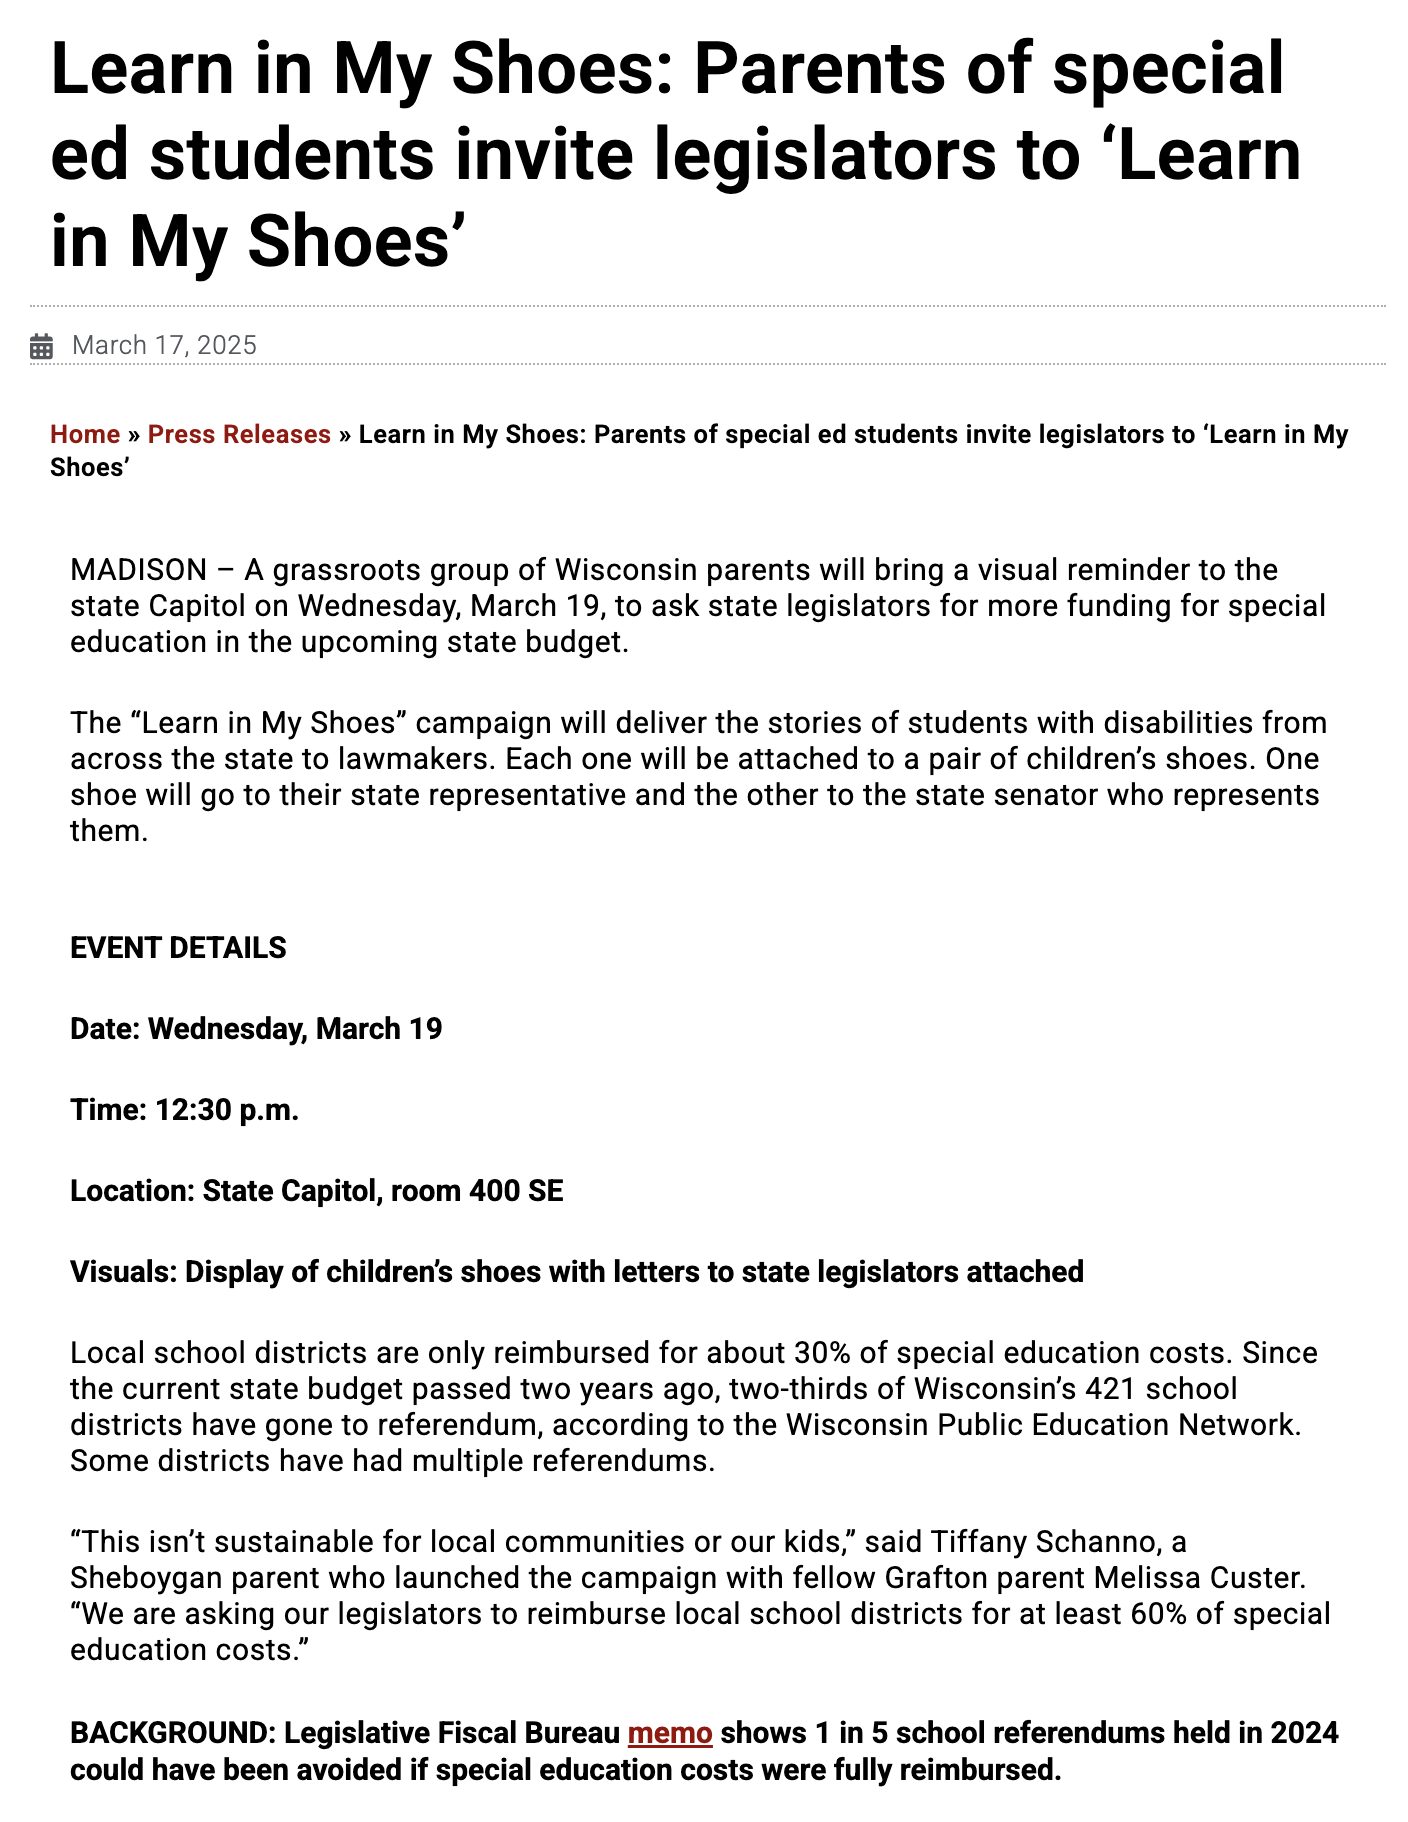 Learn in My Shoes: Parents of special
ed students invite legislators to ‘Learn
in My Shoes’
March 17, 2025
Home » Press Releases » Learn in My Shoes: Parents of special ed students invite legislators to ‘Learn in My
Shoes’
MADISON – A grassroots group of Wisconsin parents will bring a visual reminder to the
state Capitol on Wednesday, March 19, to ask state legislators for more funding for special
education in the upcoming state budget.
The “Learn in My Shoes” campaign will deliver the stories of students with disabilities from
across the state to lawmakers. Each one will be attached to a pair of children’s shoes. One
shoe will go to their state representative and the other to the state senator who represents
them.
EVENT DETAILS
Date: Wednesday, March 19
Time: 12:30 p.m.
Location: State Capitol, room 400 SE
Visuals: Display of children’s shoes with letters to state legislators attached
Local school districts are only reimbursed for about 30% of special education costs. Since
the current state budget passed two years ago, two-thirds of Wisconsin’s 421 school
districts have gone to referendum, according to the Wisconsin Public Education Network.
Some districts have had multiple referendums.
“This isn’t sustainable for local communities or our kids,” said Tiffany Schanno, a
Sheboygan parent who launched the campaign with fellow Grafton parent Melissa Custer.
“We are asking our legislators to reimburse local school districts for at least 60% of special
education costs.”
BACKGROUND: Legislative Fiscal Bureau memo shows 1 in 5 school referendums held in 2024
could have been avoided if special education costs were fully reimbursed.